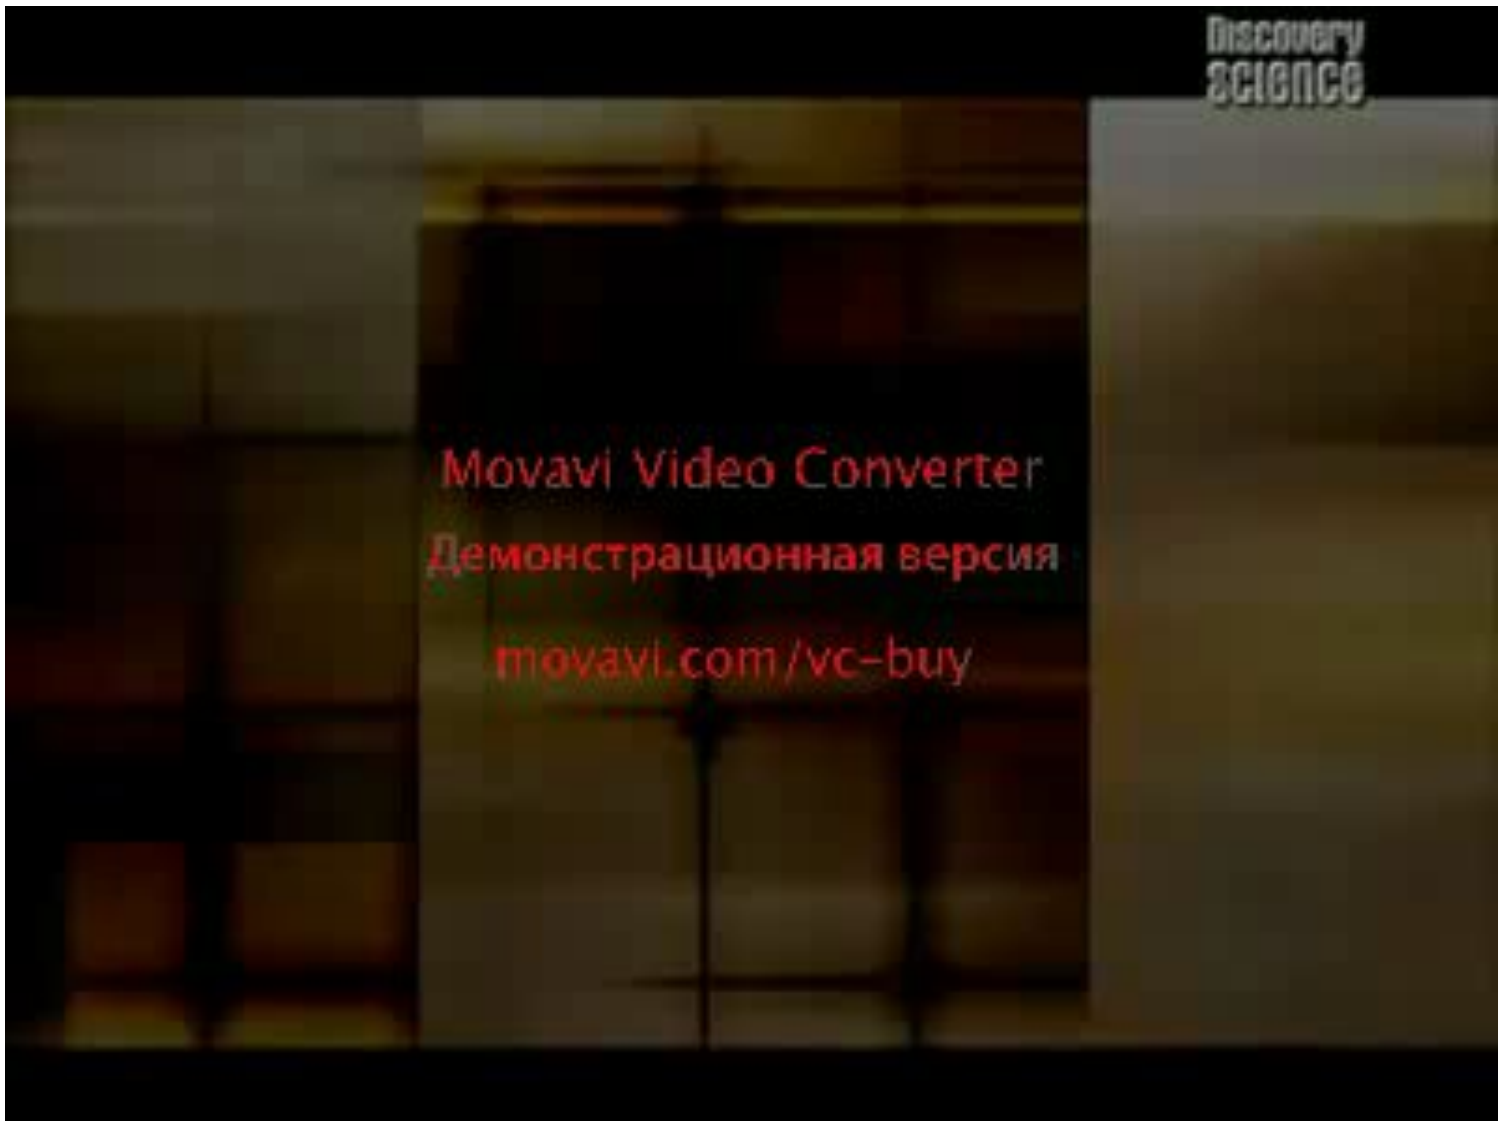 Discovery
SCIENCE
Movavi Video Converter
Демонстрационная версия
movavi.com/vc-buy